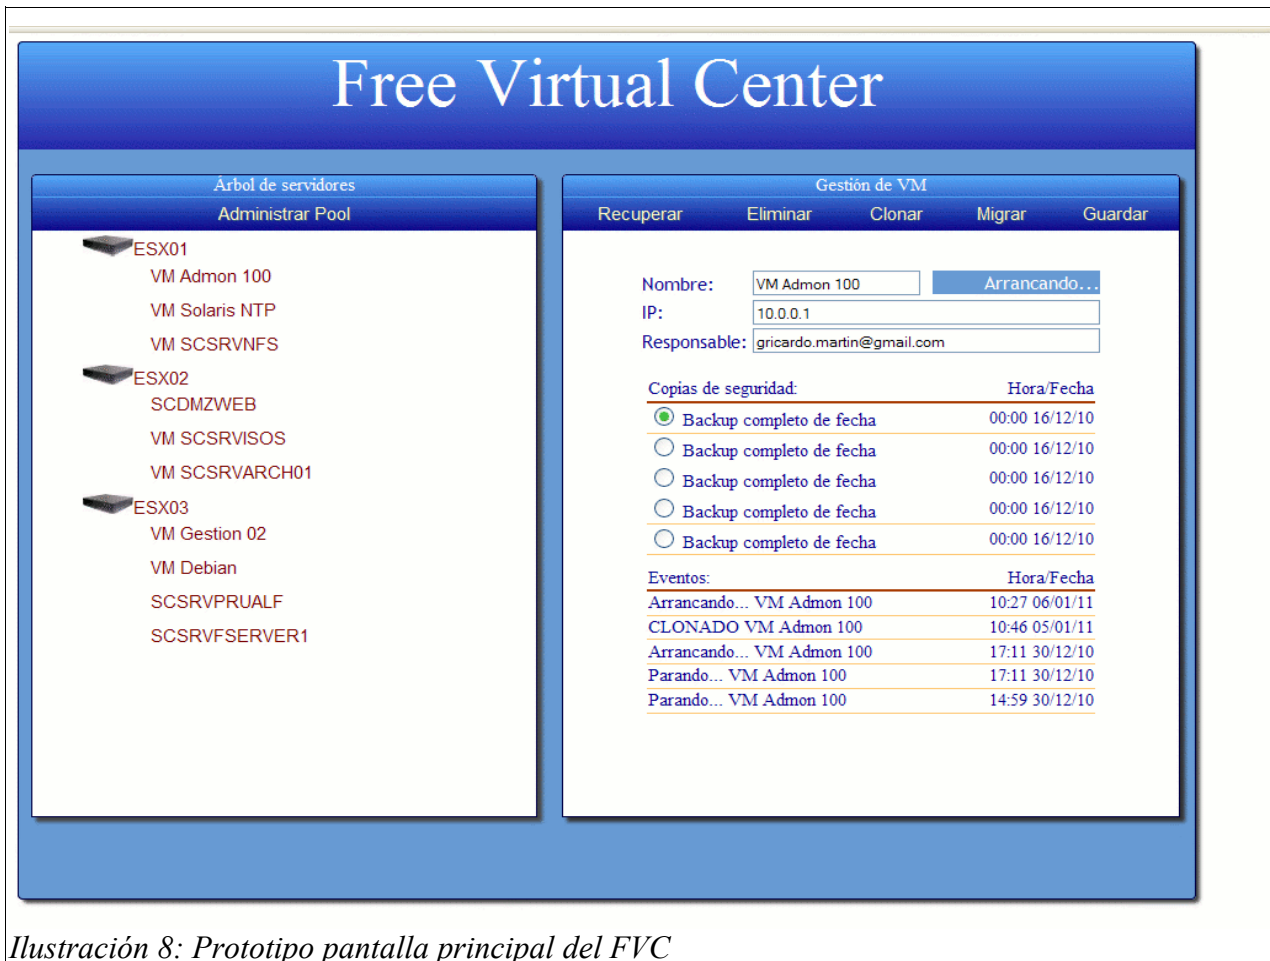 Free Virtual Center
Árbol de servidores
Administrar Pool
ESX01
VM Admon 100
VM Solaris NTP
VM SCSRVNFS
ESX02
SCDMZWEB
VM SCSRVISOS
VM SCSRVARCH01
ESX03
VM Gestion 02
VM Debian
SCSRVPRUALF
SCSRVFSERVER1
Gestión de VM
Recuperar Eliminar Clonar Migrar Guardar
Nombre: VM Admon 100 Arrancando...
IP: 10.0.0.1
Responsable: gricardo.martin@gmail.com
Copias de seguridad: Hora/Fecha
Backup completo de fecha 00:00 16/12/10
Backup completo de fecha 00:00 16/12/10
Backup completo de fecha 00:00 16/12/10
Backup completo de fecha 00:00 16/12/10
Backup completo de fecha 00:00 16/12/10
Eventos: Hora/Fecha
Arrancando... VM Admon 100 10:27 06/01/11
CLONADO VM Admon 100 10:46 05/01/11
Arrancando... VM Admon 100 17:11 30/12/10
Parando... VM Admon 100 17:11 30/12/10
Parando... VM Admon 100 14:59 30/12/10
Ilustración 8: Prototipo pantalla principal del FVC